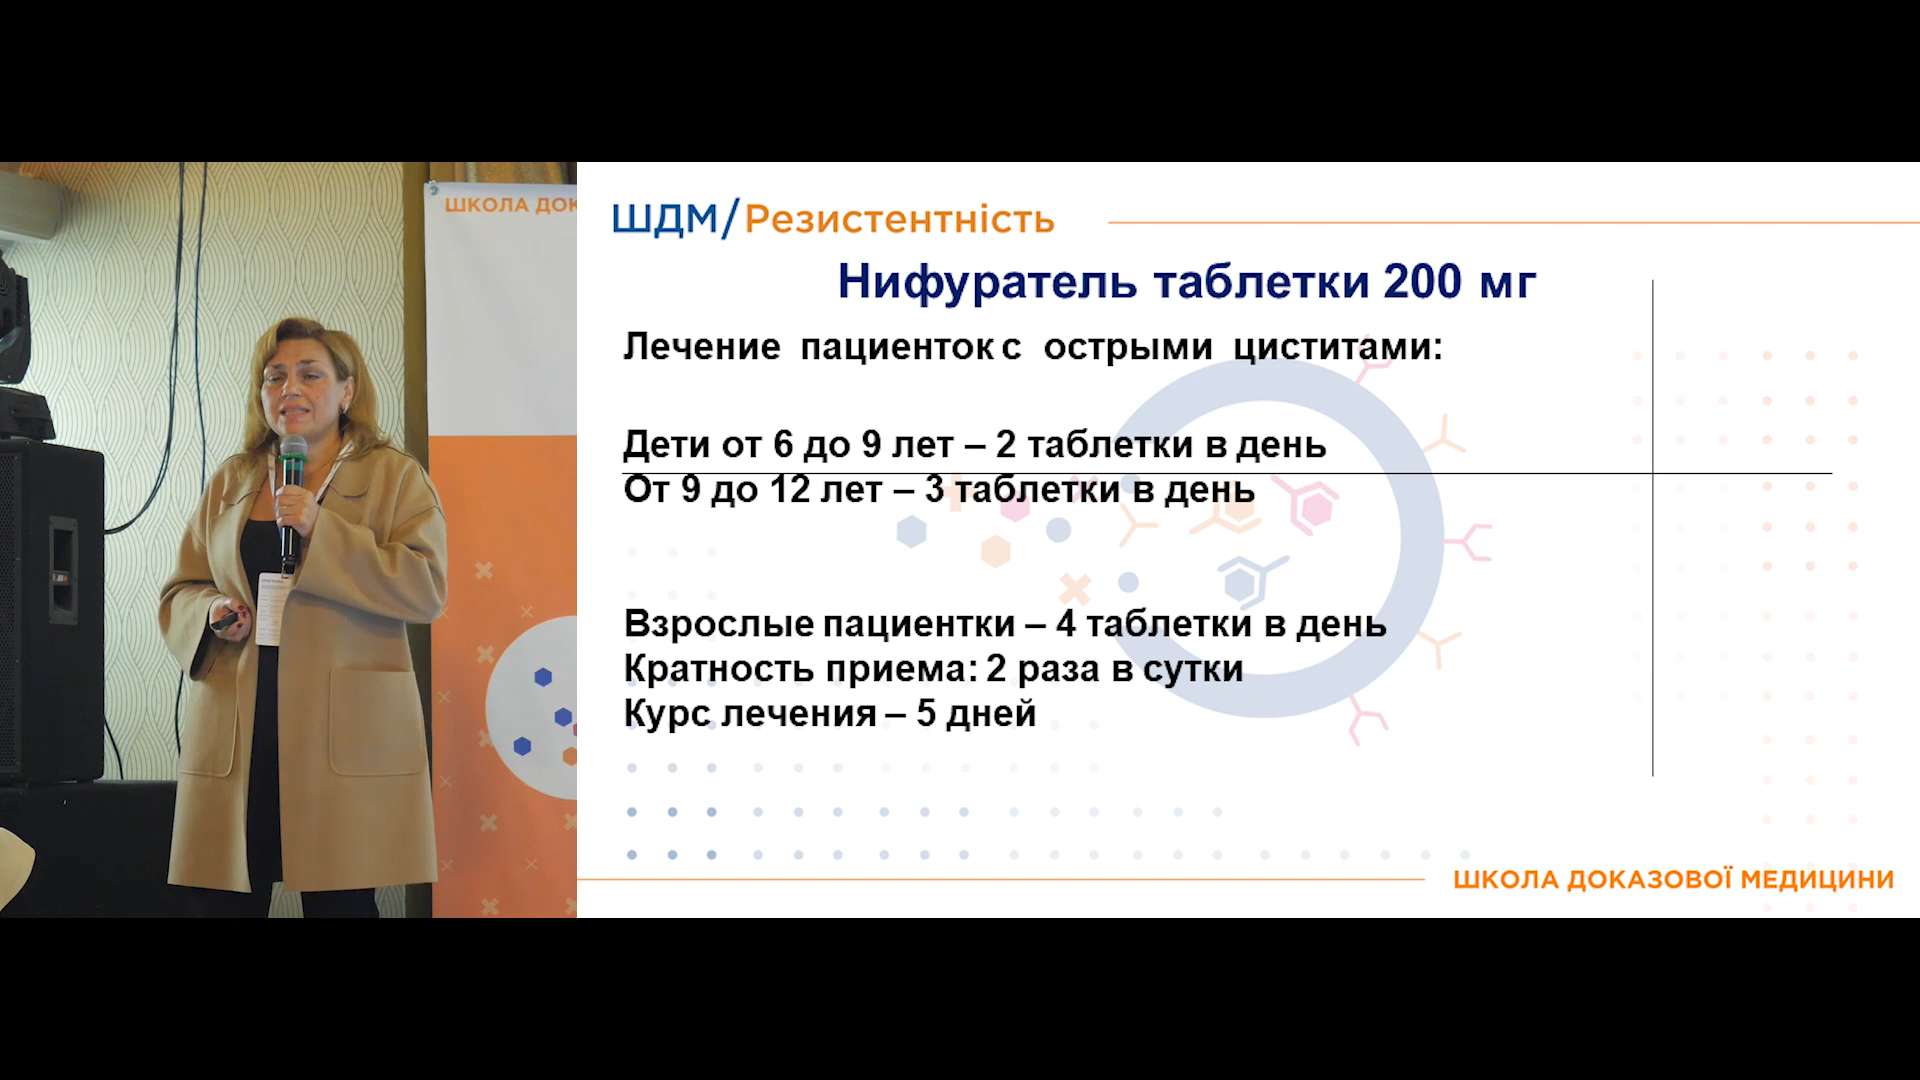 ШКОЛА ДОК
ШДМ/Резистентність
Нифуратель таблетки 200 мг
Лечение пациенток с острыми циститами:
Дети от 6 до 9 лет – 2 таблетки в день
От 9 до 12 лет – 3 таблетки в день
Взрослые пациентки – 4 таблетки в день
Кратность приема: 2 раза в сутки
Курс лечения – 5 дней
ШКОЛА ДОКАЗОВОЇ МЕДИЦИНИ